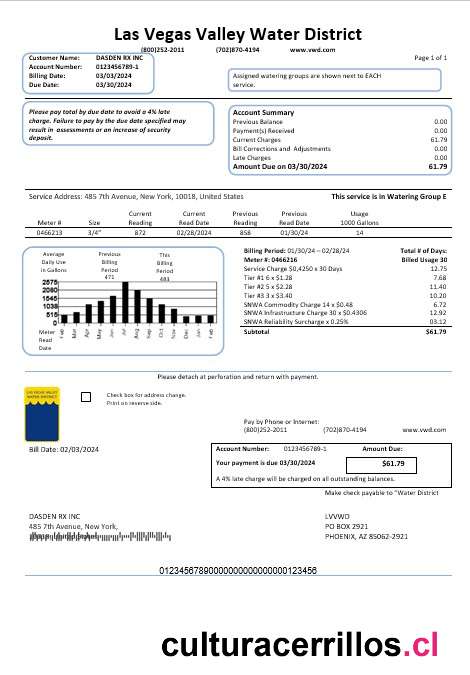 Las Vegas Valley Water District
(800)252-2011 (702)870-4194 www.vwd.com
Page 1 of 1
Customer Name: DASDEN RX INC
Account Number: 0123456789-1
Billing Date: 03/03/2024
Due Date: 03/30/2024
Assigned watering groups are shown next to EACH
service.
Please pay total by due date to avoid a 4% late
charge. Failure to pay by the due date specified may
result in assessments or an increase of security
deposit.
Account Summary
Previous Balance 0.00
Payment(s) Received 0.00
Current Charges 61.79
Bill Corrections and Adjustments 0.00
Late Charges 0.00
Amount Due on 03/30/2024 61.79
Service Address: 485 7th Avenue, New York, 10018, United States This service is in Watering Group E
Meter # Size Current Reading Current Read Date Previous Reading Previous Read Date Usage 1000 Gallons
0466213 3/4" 872 02/28/2024 858 01/30/24 14
Average Daily Use in Gallons
Previous Billing Period 471
This Billing Period 483
2675
2080
1545
1038
515
0
Meter Read Date
Feb Mar Apr May Jun Jul Aug Sep Oct Nov Dec Jan Feb
Billing Period: 01/30/24 – 02/28/24 Total # of Days:
Meter #: 0466216 Billed Usage 30
Service Charge $0,4250 x 30 Days 12.75
Tier #1 6 x $1.28 7.68
Tier #2 5 x $2.28 11.40
Tier #3 3 x $3.40 10.20
SNWA Commodity Charge 14 x $0.48 6.72
SNWA Infrastructure Charge 30 x $0.4306 12.92
SNWA Reliability Surcharge x 0.25% 03.12
Subtotal $61.79
Please detach at perforation and return with payment.
LAS VEGAS VALLEY
WATER DISTRICT
Check box for address change.
Print on reverse side.
Pay by Phone or Internet:
(800)252-2011 (702)870-4194 www.vwd.com
Bill Date: 02/03/2024
Account Number: 0123456789-1 Amount Due:
Your payment is due 03/30/2024 $61.79
A 4% late charge will be charged on all outstanding balances.
Make check payable to "Water District
DASDEN RX INC
485 7th Avenue, New York,
LVVWD
PO BOX 2921
PHOENIX, AZ 85062-2921
0123456789000000000000000123456
culturacerrillos.cl